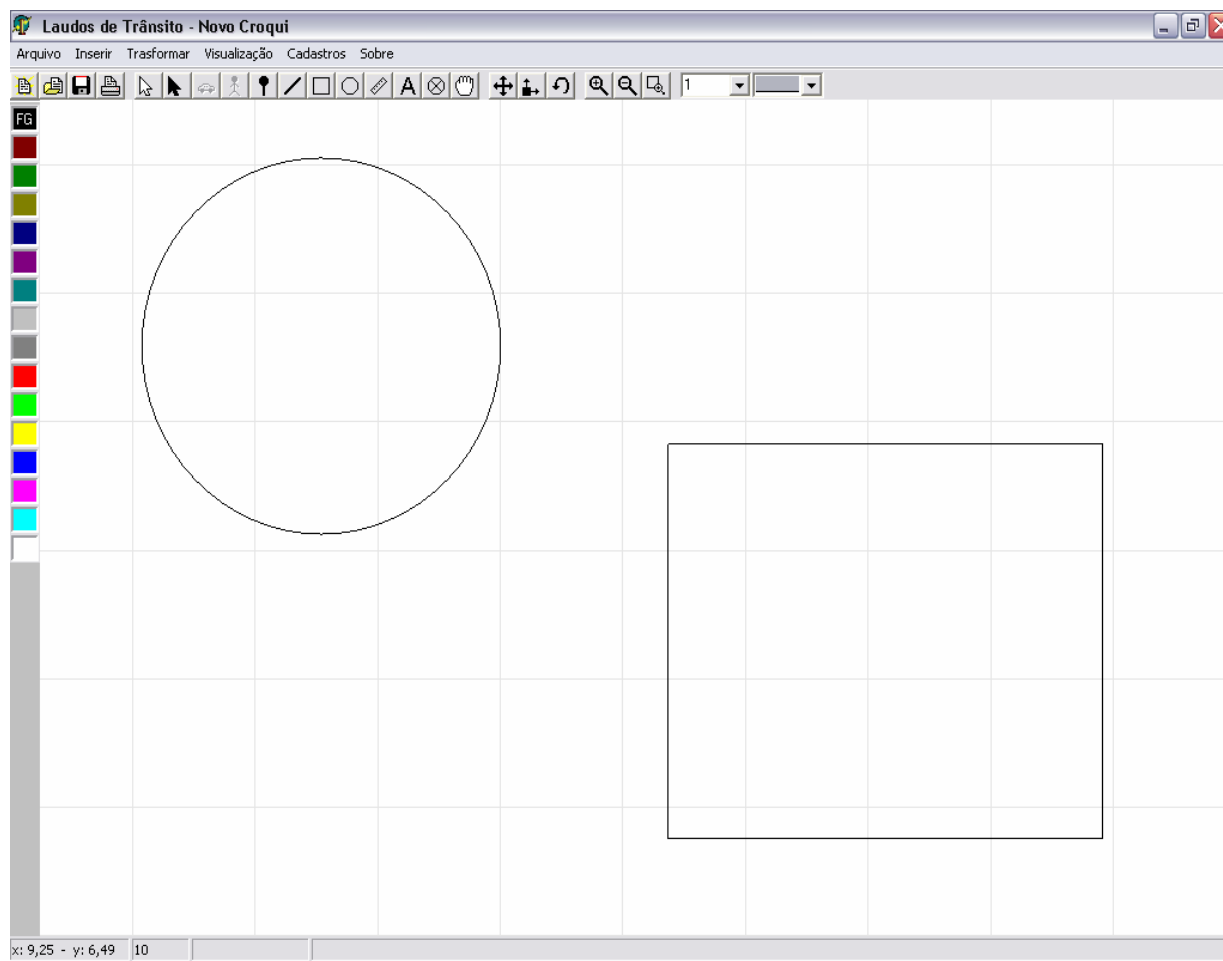 Laudos de Trânsito - Novo Croqui
Arquivo Inserir Trasformar Visualização Cadastros Sobre
A 1
FG
x: 9,25 - y: 6,49 10